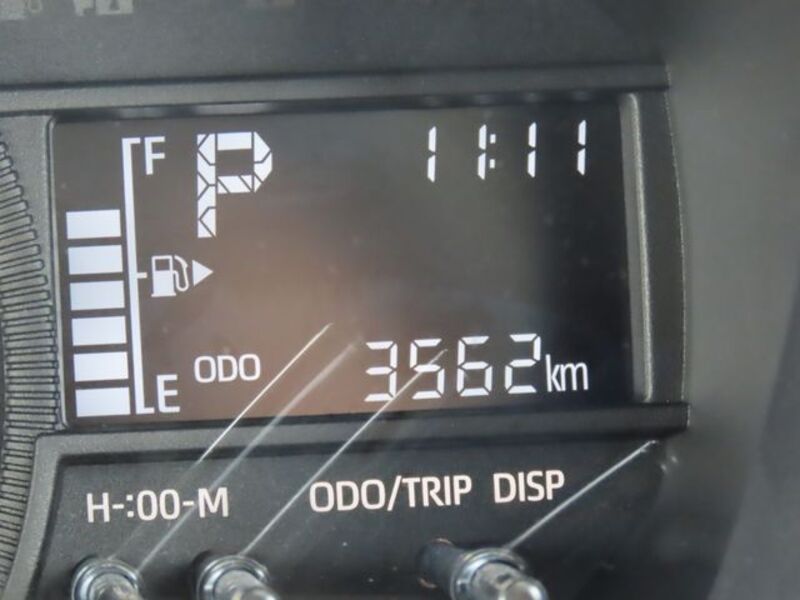 F
P
11:11
E
ODO
3562km
H-:00-M
ODO/TRIP DISP